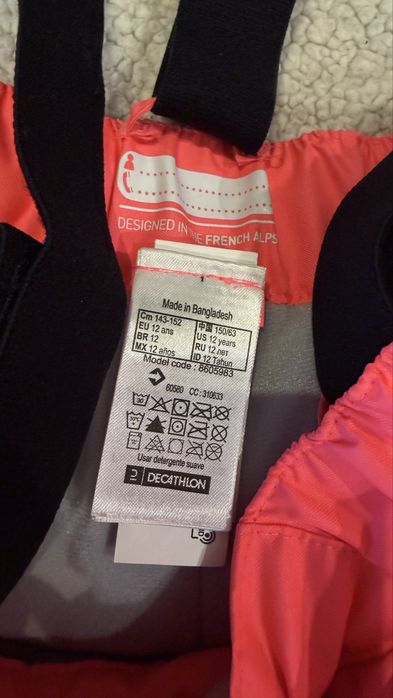 DESIGNED IN THE FRENCH ALPS
Made in Bangladesh
Cm 143-152
EU 12 ans
BR 12
MX 12 años
中国 150/63
US 12 years
RU 12 лет
ID 12 Tahun
Model code: 8605983
60580 CC: 310633
Usar detergente suave
DECATHLON